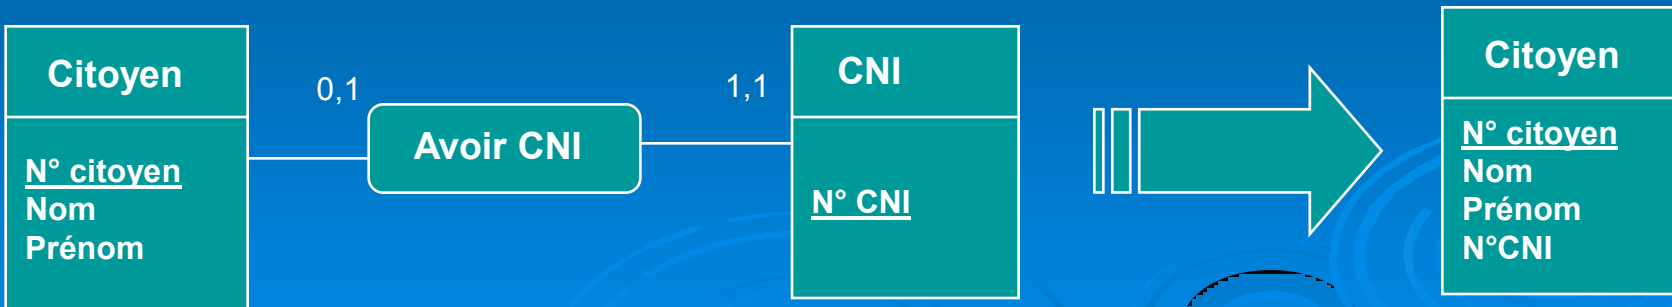 Citoyen
N° citoyen
Nom
Prénom
0,1
Avoir CNI
1,1
CNI
N° CNI
Citoyen
N° citoyen
Nom
Prénom
N°CNI